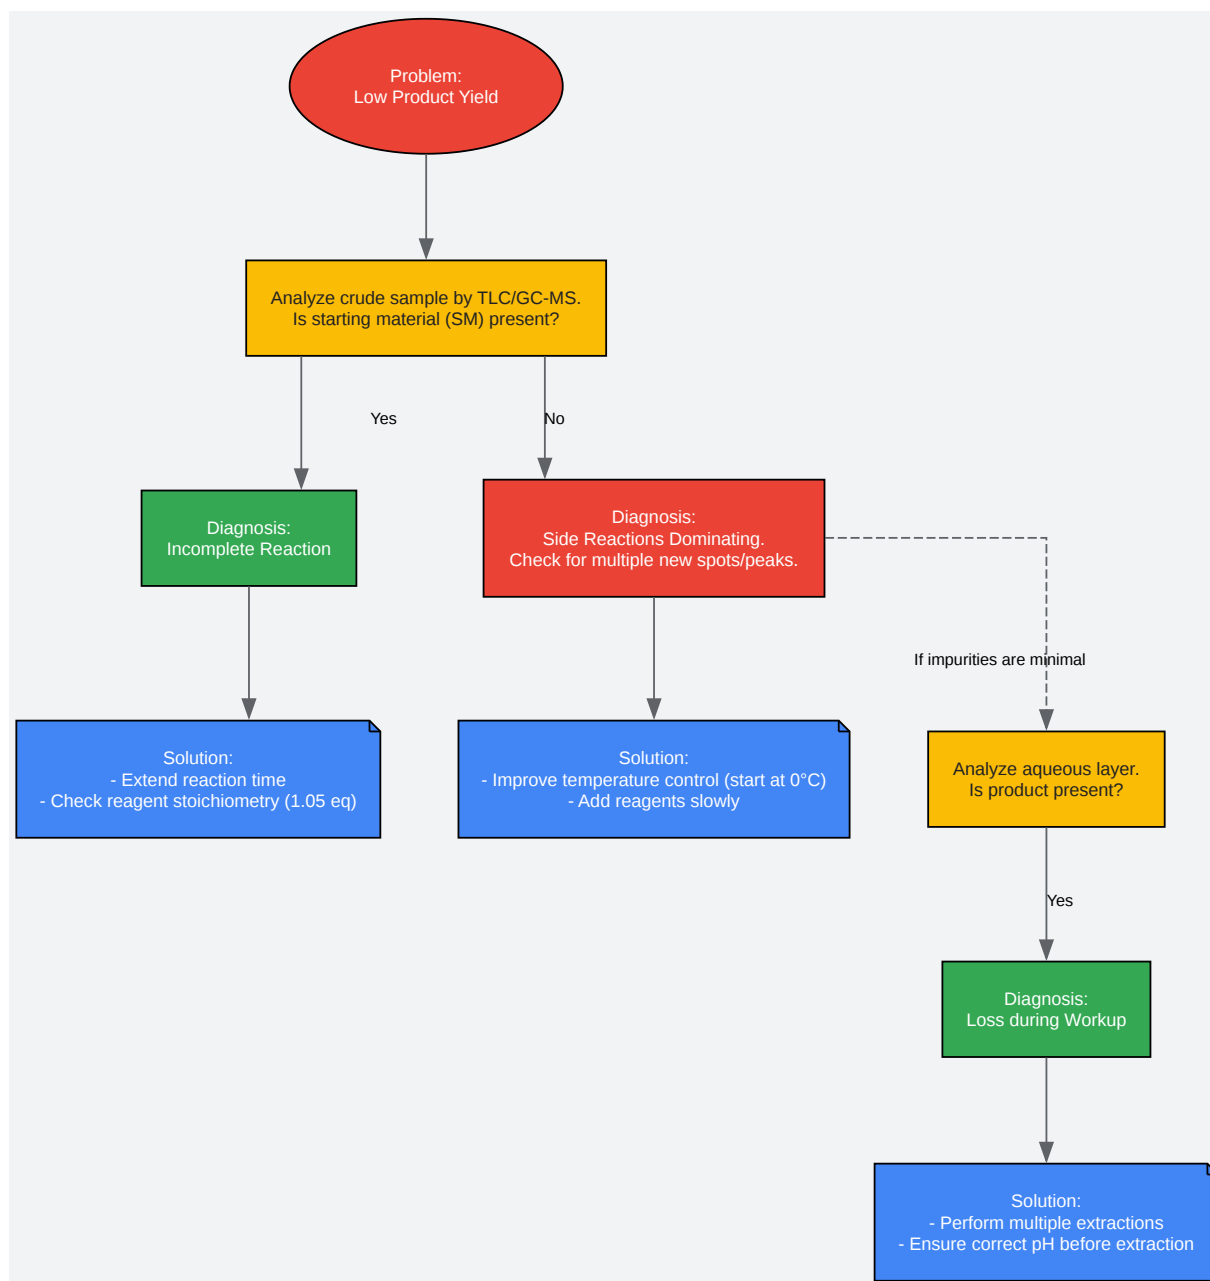 Problem:
Low Product Yield
Analyze crude sample by TLC/GC-MS.
Is starting material (SM) present?
Yes
No
Diagnosis:
Incomplete Reaction
Diagnosis:
Side Reactions Dominating.
Check for multiple new spots/peaks.
If impurities are minimal
Solution:
- Extend reaction time
- Check reagent stoichiometry (1.05 eq)
Solution:
- Improve temperature control (start at 0°C)
- Add reagents slowly
Analyze aqueous layer.
Is product present?
Yes
Diagnosis:
Loss during Workup
Solution:
- Perform multiple extractions
- Ensure correct pH before extraction